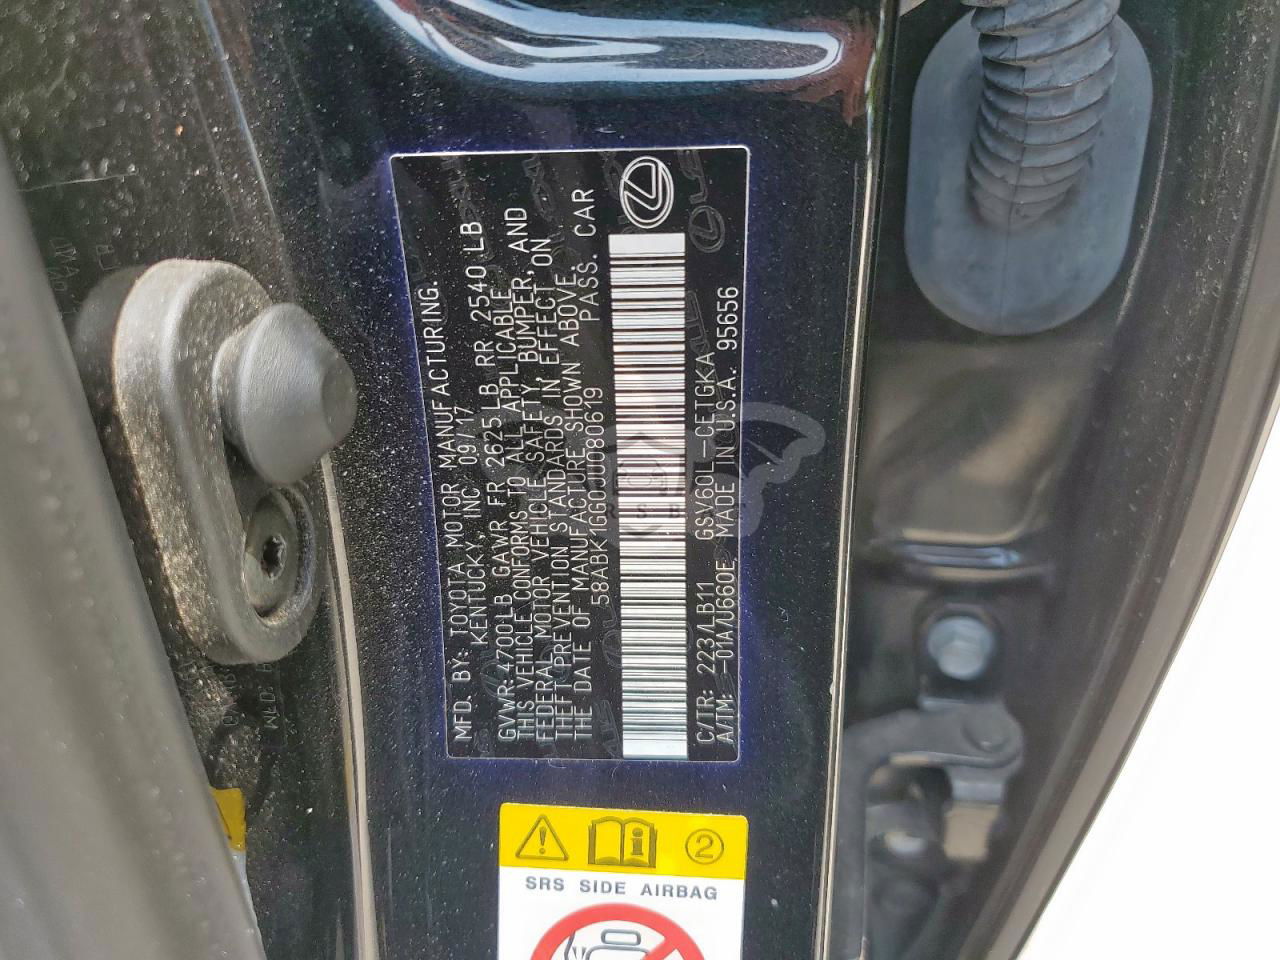 MFD. BY: TOYOTA MOTOR MANUFACTURING.
KENTUCKY, INC 09/17
GVWR: 4700LB GAWR FR 2625LB RR 2540 LB
THIS VEHICLE CONFORMS TO ALL APPLICABLE
FEDERAL MOTOR VEHICLE SAFETY, BUMPER, AND
THEFT PREVENTION STANDARDS IN EFFECT ON
THE DATE OF MANUFACTURE SHOWN ABOVE.
58ABK1GG0JU080619 PASS. CAR
C/TR: 223/LB11 GSV60L-CETGKA
A/TM: -01A/U660E MADE IN U.S.A. 95656
2
SRS SIDE AIRBAG